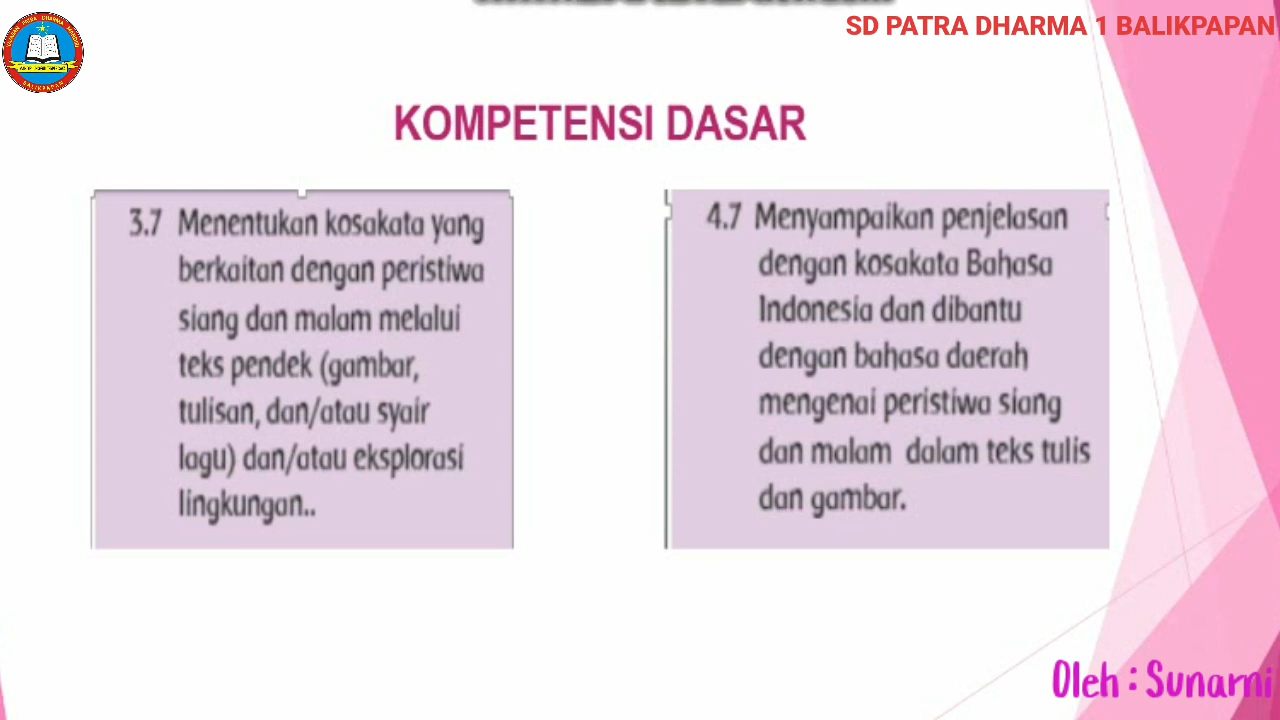 SD PATRA DHARMA 1 BALIKPAPAN
BALIKPAPAN
KOMPETENSI DASAR
3.7 Menentukan kosakata yang
berkaitan dengan peristiwa
siang dan malam melalui
teks pendek (gambar,
tulisan, dan/atau syair
lagu) dan/atau eksplorasi
lingkungan..
4.7 Menyampaikan penjelasan
dengan kosakata Bahasa
Indonesia dan dibantu
dengan bahasa daerah
mengenai peristiwa siang
dan malam dalam teks tulis
dan gambar.
Oleh : Sunarni